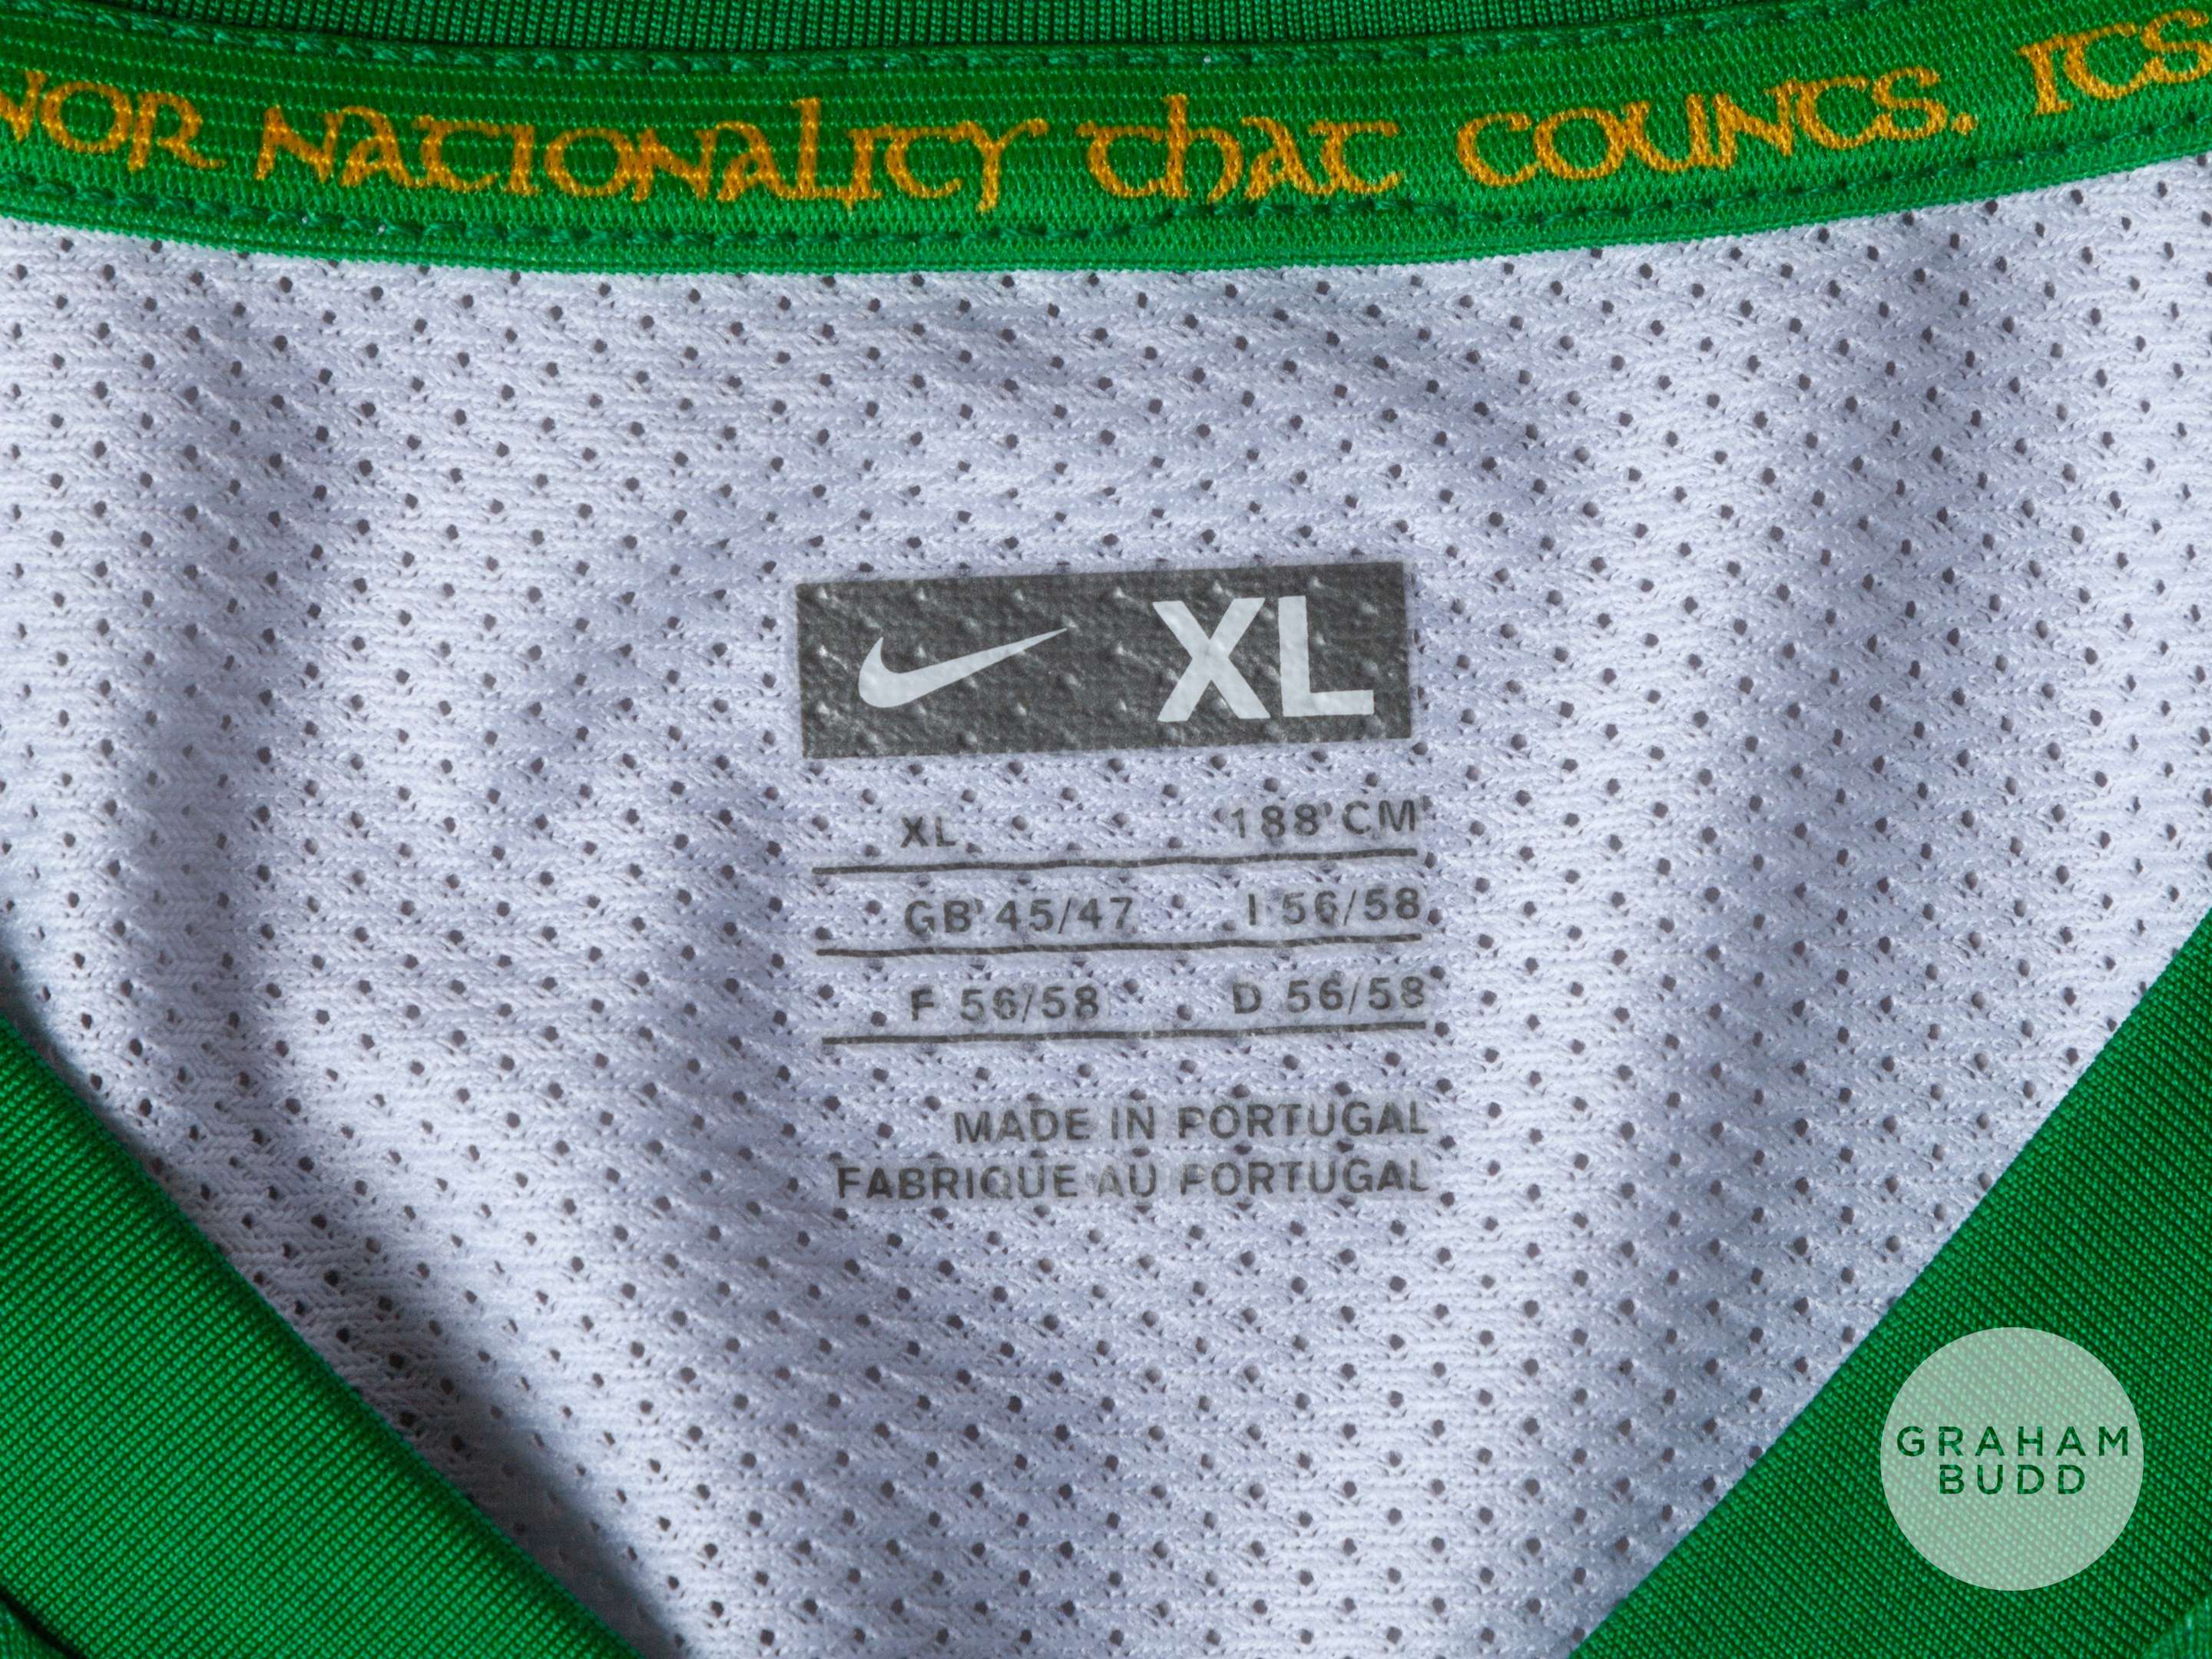 NOR NATIONALITY that COUNTS. ITS
XL
XL 188 CM
GB 45/47 I 56/58
F 56/58 D 56/58
MADE IN PORTUGAL
FABRIQUE AU PORTUGAL
GRAHAM
BUDD